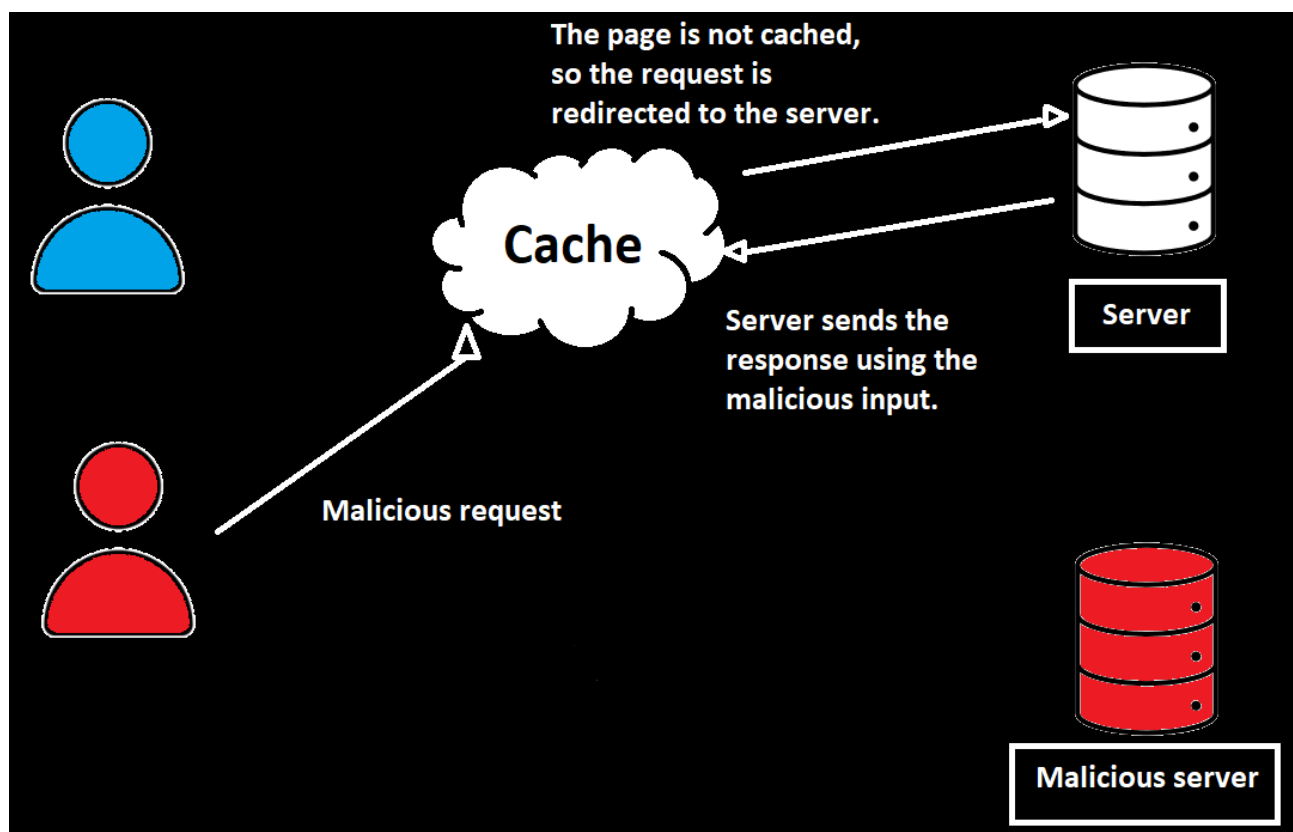 The page is not cached,
so the request is
redirected to the server.
Cache
Server
Server sends the
response using the
malicious input.
Malicious request
Malicious server